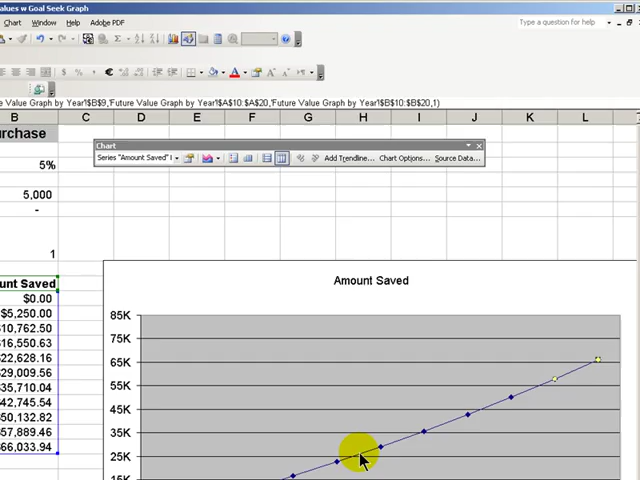 alues w Goal Seek Graph
Chart Window Help Adobe PDF Type a question for help
e Value Graph by Year'!$B$9,'Future Value Graph by Year'!$A$10:$A$20,'Future Value Graph by Year'!$B$10:$B$20,1)
B C D E F G H I J K L
urchase
Chart
Series "Amount Saved" Add Trendline... Chart Options... Source Data...
5%
5,000
-
1
unt Saved
$0.00
$5,250.00
$10,762.50
$16,550.63
$22,628.16
$29,009.56
$35,710.04
$42,745.54
$50,132.82
$57,889.46
$66,033.94
Amount Saved
85K
75K
65K
55K
45K
35K
25K
15K